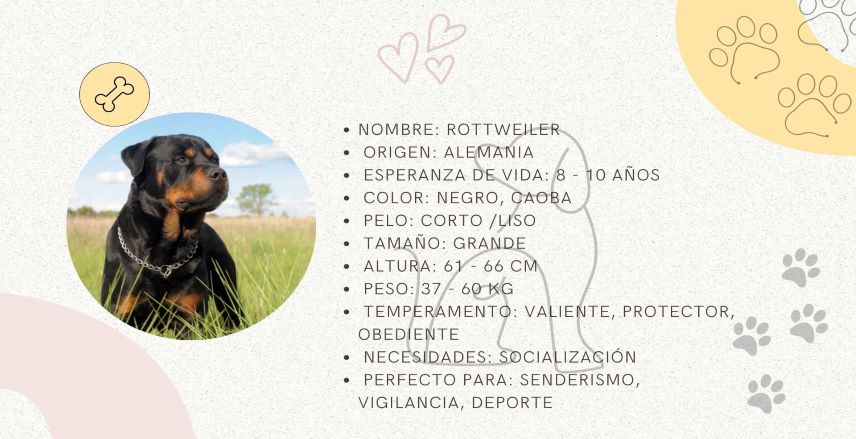 NOMBRE: ROTTWEILER
ORIGEN: ALEMANIA
ESPERANZA DE VIDA: 8 - 10 AÑOS
COLOR: NEGRO, CAOBA
PELO: CORTO /LISO
TAMAÑO: GRANDE
ALTURA: 61 - 66 CM
PESO: 37 - 60 KG
TEMPERAMENTO: VALIENTE, PROTECTOR,
OBEDIENTE
NECESIDADES: SOCIALIZACIÓN
PERFECTO PARA: SENDERISMO,
VIGILANCIA, DEPORTE